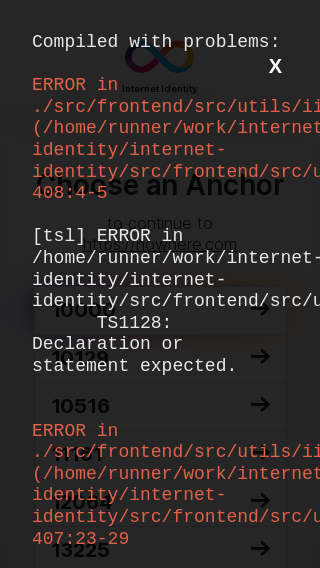 Compiled with problems:
X
Internet Identity
ERROR in
./src/frontend/src/utils/ii
(/home/runner/work/internet
identity/internet-
identity/src/frontend/src/u
408:4-5
Choose an Anchor
to continue to
https://nowhere.com
[tsl] ERROR in
/home/runner/work/internet-
identity/internet-
identity/src/frontend/src/u
TS1128:
Declaration or
statement expected.
10000
10129
10516
ERROR in
./src/frontend/src/utils/ii
(/home/runner/work/internet
identity/internet-
identity/src/frontend/src/u
407:23-29
12064
13225